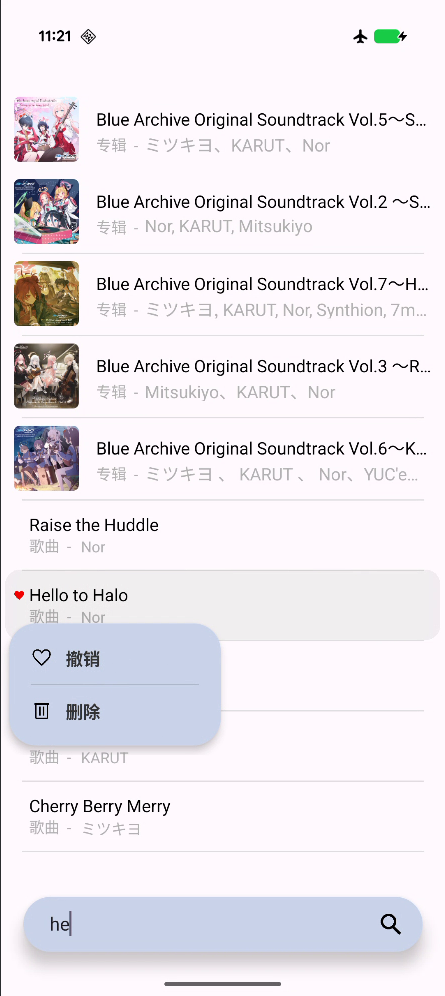 11:21
Blue Archive Original Soundtrack Vol.5～S...
专辑 - ミツキヨ、KARUT、Nor
Blue Archive Original Soundtrack Vol.2 ～S...
专辑 - Nor, KARUT, Mitsukiyo
Blue Archive Original Soundtrack Vol.7～H...
专辑 - ミツキヨ, KARUT, Nor, Synthion, 7m...
Blue Archive Original Soundtrack Vol.3 ～R...
专辑 - Mitsukiyo、KARUT、Nor
Blue Archive Original Soundtrack Vol.6～K...
专辑 - ミツキヨ 、 KARUT 、 Nor、YUC'e...
Raise the Huddle
歌曲 - Nor
Hello to Halo
歌曲 - Nor
撤销
删除
歌曲 - KARUT
Cherry Berry Merry
歌曲 - ミツキヨ
he